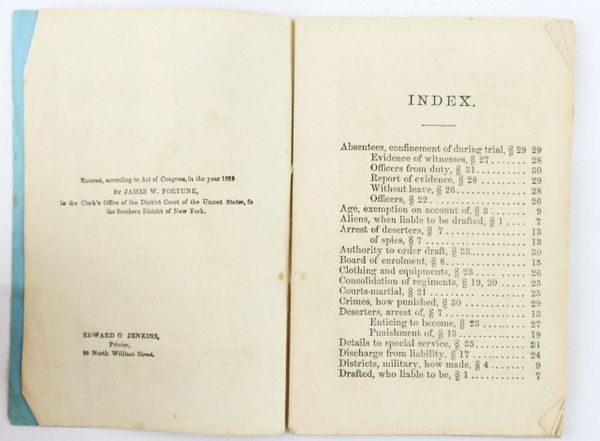 Entered, according to Act of Congress, in the year 1863
By JAMES W. FORTUNE,
in the Clerk's Office of the District Court of the United States, fo
the Southern District of New York.
EDWARD O JENKINS,
Printer,
20 North William Street.
INDEX.
Absentees, confinement of during trial, § 29 29
Evidence of witnesses, § 27....... 28
Officers from duty, § 31.......... 30
Report of evidence, § 28 ........ 29
Without leave, § 26............. 28
Officers, § 22.................. 26
Age, exemption on account of, § 3 .... 9
Aliens, when liable to be drafted, § 1 .... 7
Arrest of deserters, § 7 ............... 13
of spies, § 7 .................. 13
Authority to order draft, § 33.......... 30
Board of enrolment, § 8............... 15
Clothing and equipments, § 23 .... .... 26
Consolidation of regiments, § 19, 20 ..... 25
Courts-martial, § 21 .................. 25
Crimes, how punished, § 30 ........... 29
Deserters, arrest of, § 7 ............... 13
Enticing to become, § 23 ........ 27
Punishment of, § 13 ............ 19
Details to special service, § 35......... 31
Discharge from liability, § 17 .......... 24
Districts, military, how made, § 4 ...... 9
Drafted, who liable to be, § 1 .......... 7